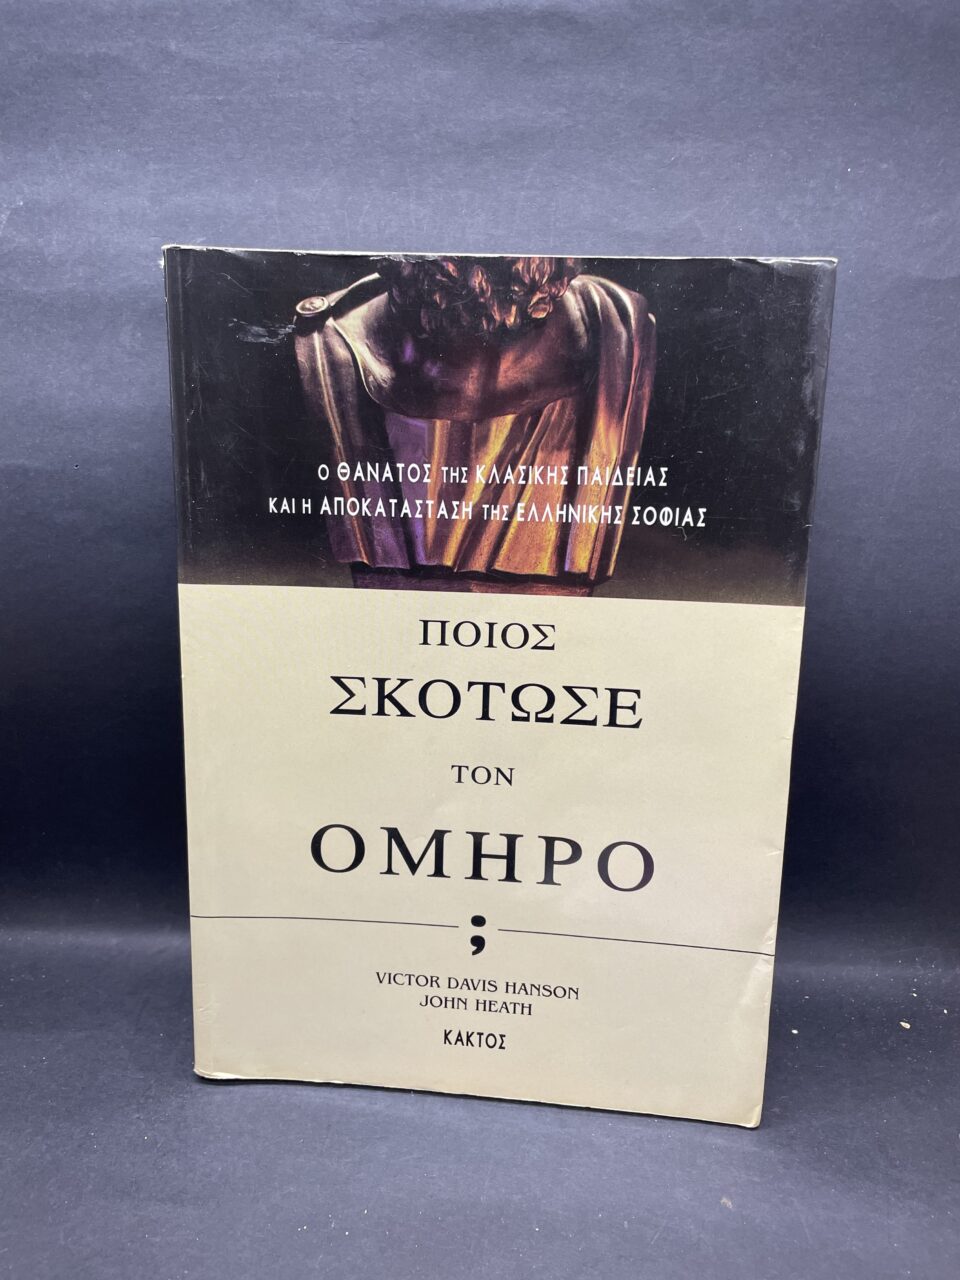 Ο ΘΑΝΑΤΟΣ ΤΗΣ ΚΛΑΣΙΚΗΣ ΠΑΙΔΕΙΑΣ
ΚΑΙ Η ΑΠΟΚΑΤΑΣΤΑΣΗ ΤΗΣ ΕΛΛΗΝΙΚΗΣ ΣΟΦΙΑΣ
ΠΟΙΟΣ
ΣΚΟΤΩΣΕ
ΤΟΝ
ΟΜΗΡΟ
;
VICTOR DAVIS HANSON
JOHN HEATH
ΚΑΚΤΟΣ